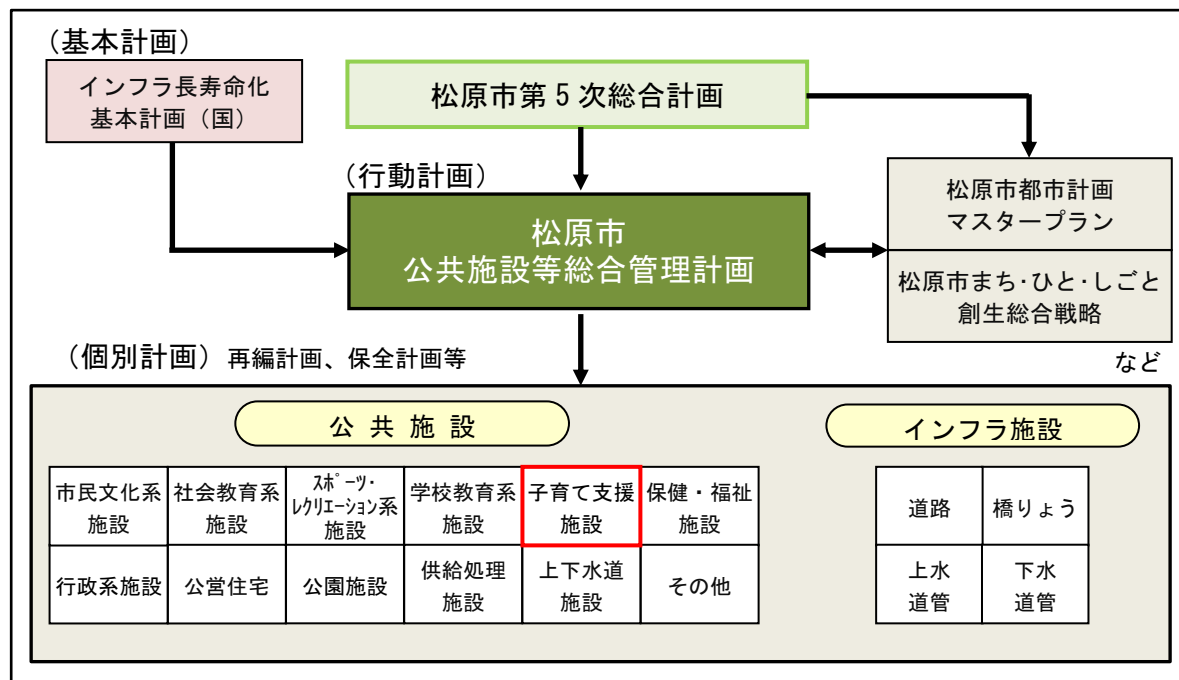 （基本計画）
インフラ長寿命化
基本計画（国）
松原市第５次総合計画
（行動計画）
松原市
公共施設等総合管理計画
松原市都市計画
マスタープラン
松原市まち・ひと・しごと
創生総合戦略
など
（個別計画）再編計画、保全計画等
公共施設
市民文化系
施設
社会教育系
施設
ｽﾎﾟｰﾂ・
ﾚｸﾘｴｰｼｮﾝ系
施設
学校教育系
施設
子育て支援
施設
保健・福祉
施設
行政系施設
公営住宅
公園施設
供給処理
施設
上下水道
施設
その他
インフラ施設
道路
橋りょう
上水
道管
下水
道管